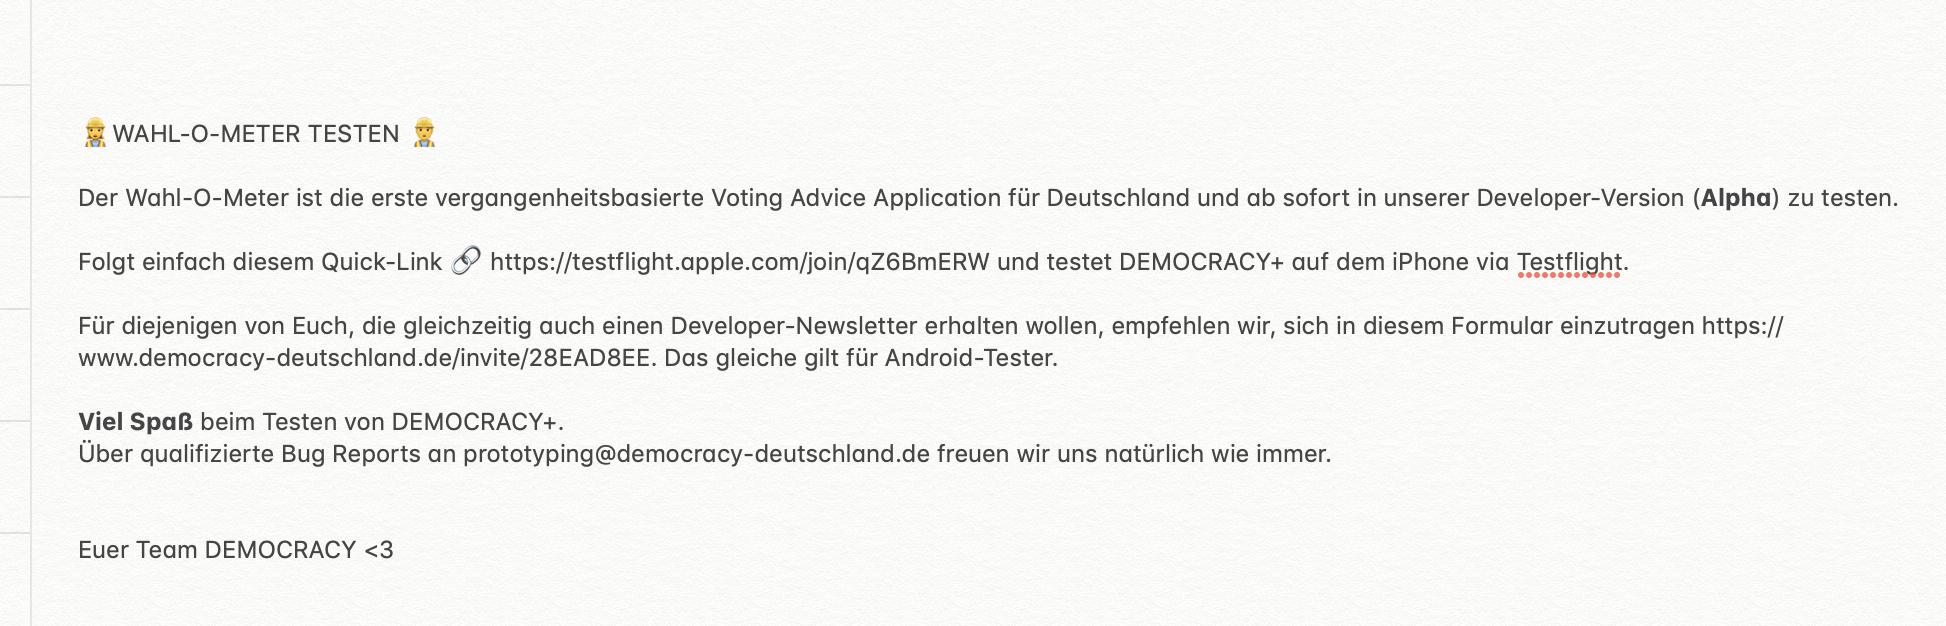 👷‍♀️WAHL-O-METER TESTEN 👷‍♂️
Der Wahl-O-Meter ist die erste vergangenheitsbasierte Voting Advice Application für Deutschland und ab sofort in unserer Developer-Version (Alpha) zu testen.
Folgt einfach diesem Quick-Link 🔗 https://testflight.apple.com/join/qZ6BmERW und testet DEMOCRACY+ auf dem iPhone via Testflight.
Für diejenigen von Euch, die gleichzeitig auch einen Developer-Newsletter erhalten wollen, empfehlen wir, sich in diesem Formular einzutragen https://
www.democracy-deutschland.de/invite/28EAD8EE. Das gleiche gilt für Android-Tester.
Viel Spaß beim Testen von DEMOCRACY+.
Über qualifizierte Bug Reports an prototyping@democracy-deutschland.de freuen wir uns natürlich wie immer.
Euer Team DEMOCRACY <3